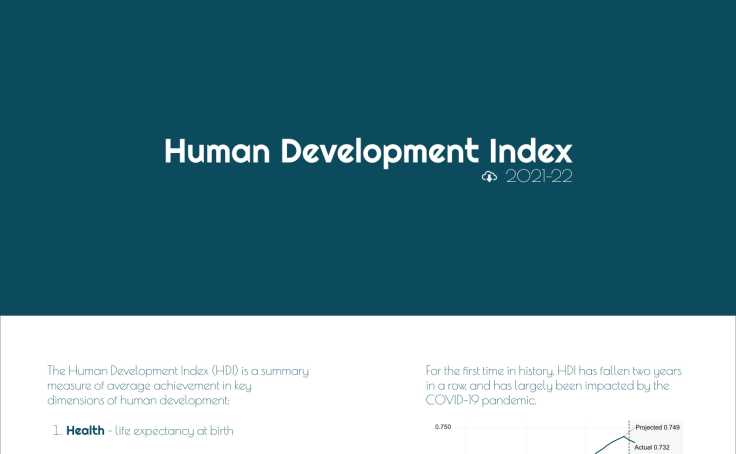 Human Development Index
2021-22
The Human Development Index (HDI) is a summary
measure of average achievement in key
dimensions of human development:
1. Health - life expectancy at birth
For the first time in history, HDI has fallen two years
in a row, and has largely been impacted by the
COVID-19 pandemic.
0.750
Projected 0.749
Actual 0.732